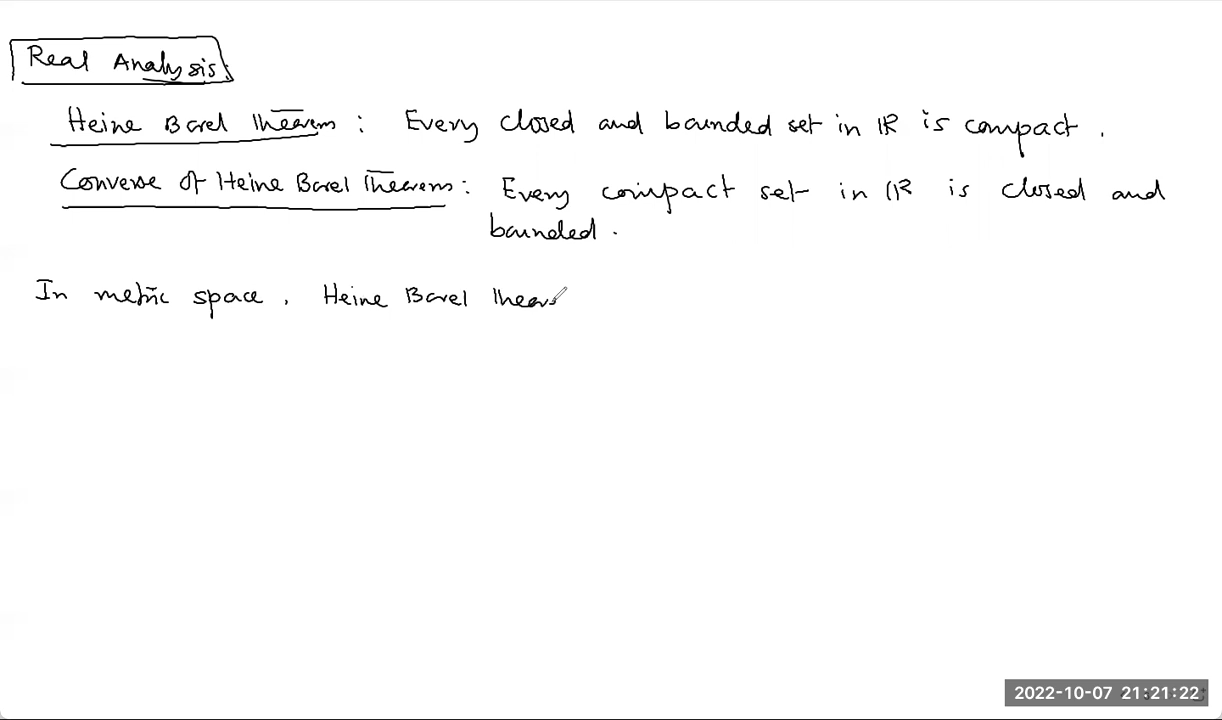 Real Analysis:
Heine Borel Theorem : Every closed and bounded set in ℝ is compact .
Converse of Heine Borel Theorem : Every compact set in ℝ is closed and
bounded .
In metric space , Heine Borel Theor
2022-10-07 21:21:22